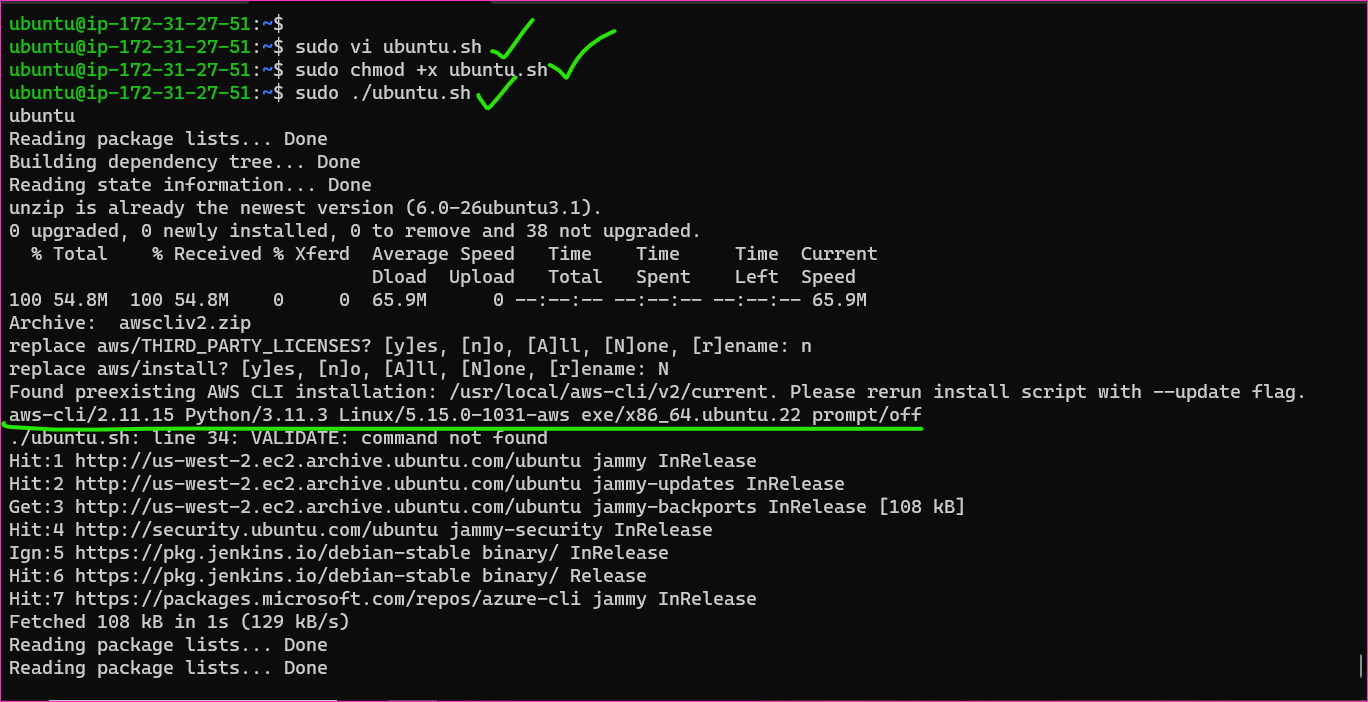 ubuntu@ip-172-31-27-51:~$
ubuntu@ip-172-31-27-51:~$ sudo vi ubuntu.sh
ubuntu@ip-172-31-27-51:~$ sudo chmod +x ubuntu.sh
ubuntu@ip-172-31-27-51:~$ sudo ./ubuntu.sh
ubuntu
Reading package lists... Done
Building dependency tree... Done
Reading state information... Done
unzip is already the newest version (6.0-26ubuntu3.1).
0 upgraded, 0 newly installed, 0 to remove and 38 not upgraded.
  % Total    % Received % Xferd  Average Speed   Time    Time     Time  Current
                                 Dload  Upload   Total   Spent    Left  Speed
100 54.8M  100 54.8M    0     0  65.9M      0 --:--:-- --:--:-- --:--:-- 65.9M
Archive:  awscliv2.zip
replace aws/THIRD_PARTY_LICENSES? [y]es, [n]o, [A]ll, [N]one, [r]ename: n
replace aws/install? [y]es, [n]o, [A]ll, [N]one, [r]ename: N
Found preexisting AWS CLI installation: /usr/local/aws-cli/v2/current. Please rerun install script with --update flag.
aws-cli/2.11.15 Python/3.11.3 Linux/5.15.0-1031-aws exe/x86_64.ubuntu.22 prompt/off
./ubuntu.sh: line 34: VALIDATE: command not found
Hit:1 http://us-west-2.ec2.archive.ubuntu.com/ubuntu jammy InRelease
Hit:2 http://us-west-2.ec2.archive.ubuntu.com/ubuntu jammy-updates InRelease
Get:3 http://us-west-2.ec2.archive.ubuntu.com/ubuntu jammy-backports InRelease [108 kB]
Hit:4 http://security.ubuntu.com/ubuntu jammy-security InRelease
Ign:5 https://pkg.jenkins.io/debian-stable binary/ InRelease
Hit:6 https://pkg.jenkins.io/debian-stable binary/ Release
Hit:7 https://packages.microsoft.com/repos/azure-cli jammy InRelease
Fetched 108 kB in 1s (129 kB/s)
Reading package lists... Done
Reading package lists... Done